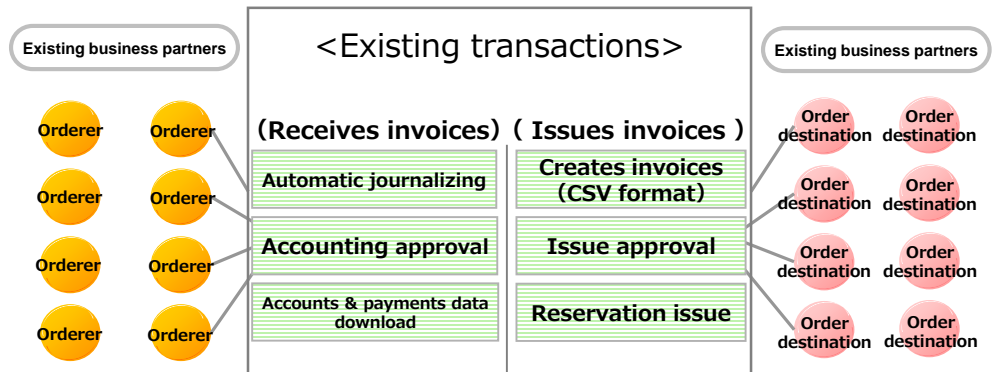 Existing business partners
Orderer
Orderer
Orderer
Orderer
Orderer
Orderer
Orderer
Orderer
<Existing transactions>
(Receives invoices)
Automatic journalizing
Accounting approval
Accounts & payments data
download
( Issues invoices )
Creates invoices
(CSV format)
Issue approval
Reservation issue
Existing business partners
Order
destination
Order
destination
Order
destination
Order
destination
Order
destination
Order
destination
Order
destination
Order
destination